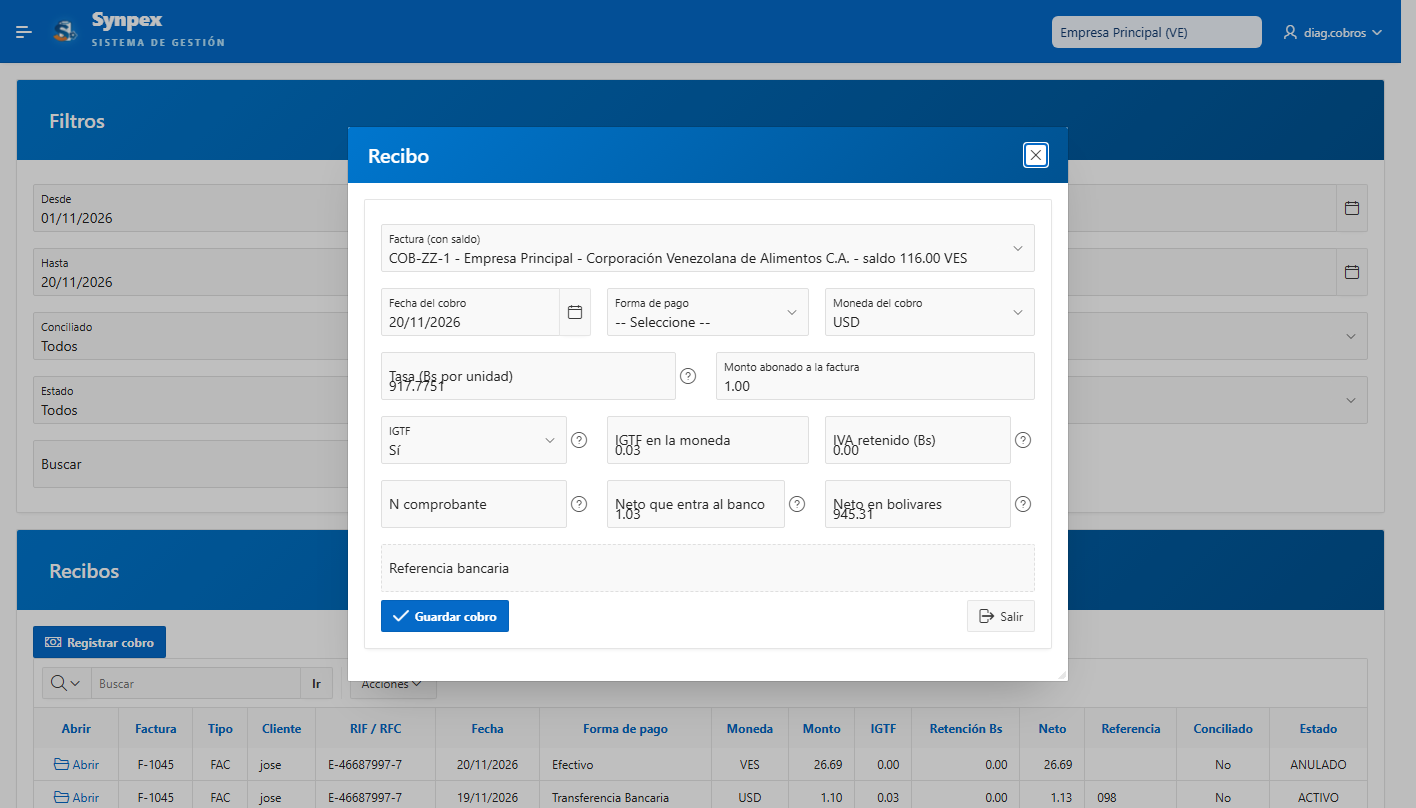 Synpex
SISTEMA DE GESTIÓN
Empresa Principal (VE)
diag.cobros
Filtros
Desde
01/11/2026
Hasta
20/11/2026
Conciliado
Todos
Estado
Todos
Buscar
Recibo
Factura (con saldo)
COB-ZZ-1 - Empresa Principal - Corporación Venezolana de Alimentos C.A. - saldo 116.00 VES
Fecha del cobro
20/11/2026
Forma de pago
-- Seleccione --
Moneda del cobro
USD
Tasa (Bs por unidad)
917.7751
Monto abonado a la factura
1.00
IGTF
Sí
IGTF en la moneda
0.03
IVA retenido (Bs)
0.00
N comprobante
Neto que entra al banco
1.03
Neto en bolivares
945.31
Referencia bancaria
Guardar cobro
Salir
Recibos
Registrar cobro
Buscar
Ir
Acciones
Abrir Factura Tipo Cliente RIF / RFC Fecha Forma de pago Moneda Monto IGTF Retención Bs Neto Referencia Conciliado Estado
Abrir F-1045 FAC jose E-46687997-7 20/11/2026 Efectivo VES 26.69 0.00 0.00 26.69 No ANULADO
Abrir F-1045 FAC jose E-46687997-7 19/11/2026 Transferencia Bancaria USD 1.10 0.03 0.00 1.13 098 No ACTIVO